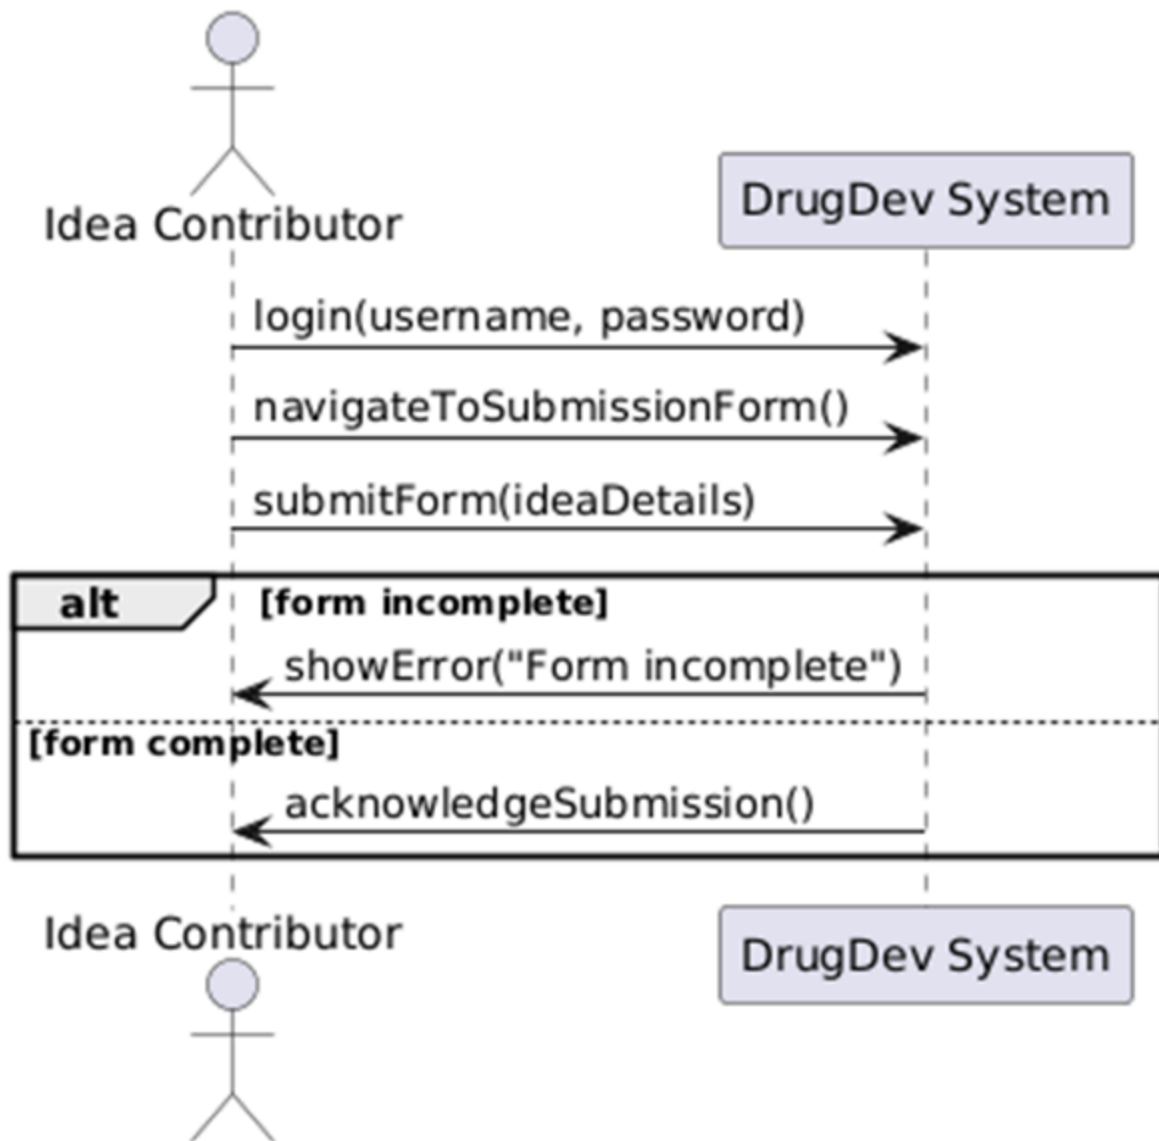 Idea Contributor
DrugDev System
login(username, password)
navigateToSubmissionForm()
submitForm(ideaDetails)
alt
[form incomplete]
showError("Form incomplete")
[form complete]
acknowledgeSubmission()
Idea Contributor
DrugDev System